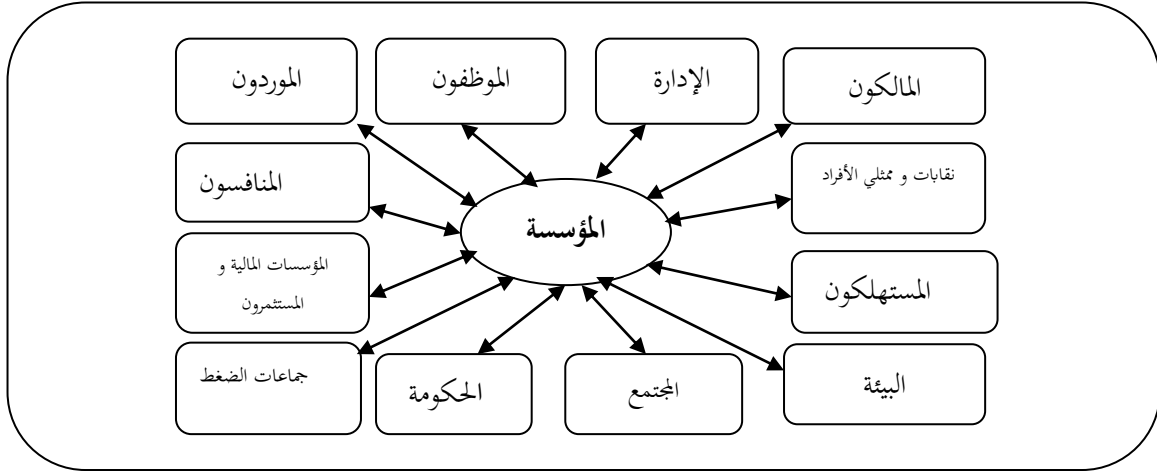 المالكون
الإدارة
الموظفون
الموردون
نقابات و ممثلي الأفراد
المنافسون
المؤسسة
المؤسسات المالية و
المستثمرون
المستهلكون
جماعات الضغط
الحكومة
المجتمع
البيئة